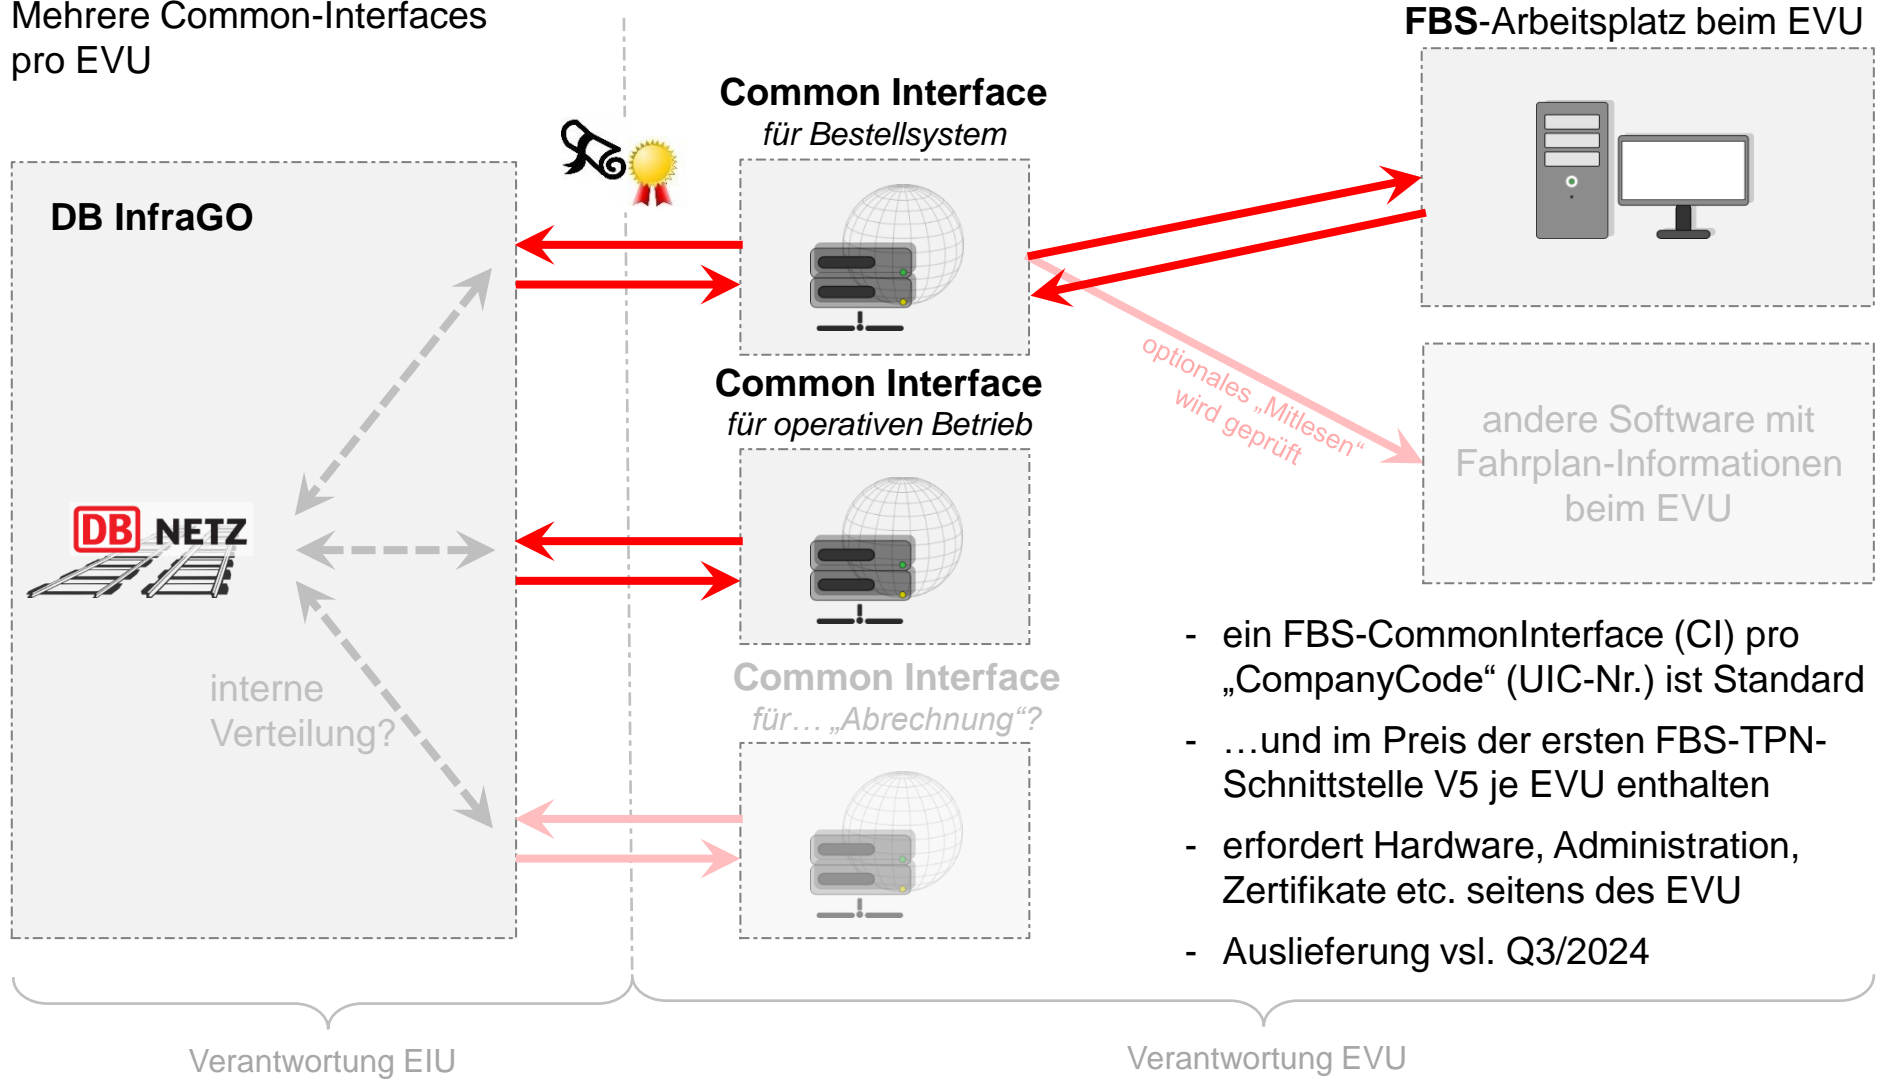 Mehrere Common-Interfaces
pro EVU
FBS-Arbeitsplatz beim EVU
Common Interface
für Bestellsystem
DB InfraGO
optionales „Mitlesen“
wird geprüft
Common Interface
für operativen Betrieb
andere Software mit
Fahrplan-Informationen
beim EVU
DB NETZ
interne
Verteilung?
Common Interface
für… „Abrechnung“?
- ein FBS-CommonInterface (CI) pro
„CompanyCode“ (UIC-Nr.) ist Standard
- …und im Preis der ersten FBS-TPN-
Schnittstelle V5 je EVU enthalten
- erfordert Hardware, Administration,
Zertifikate etc. seitens des EVU
- Auslieferung vsl. Q3/2024
Verantwortung EIU
Verantwortung EVU